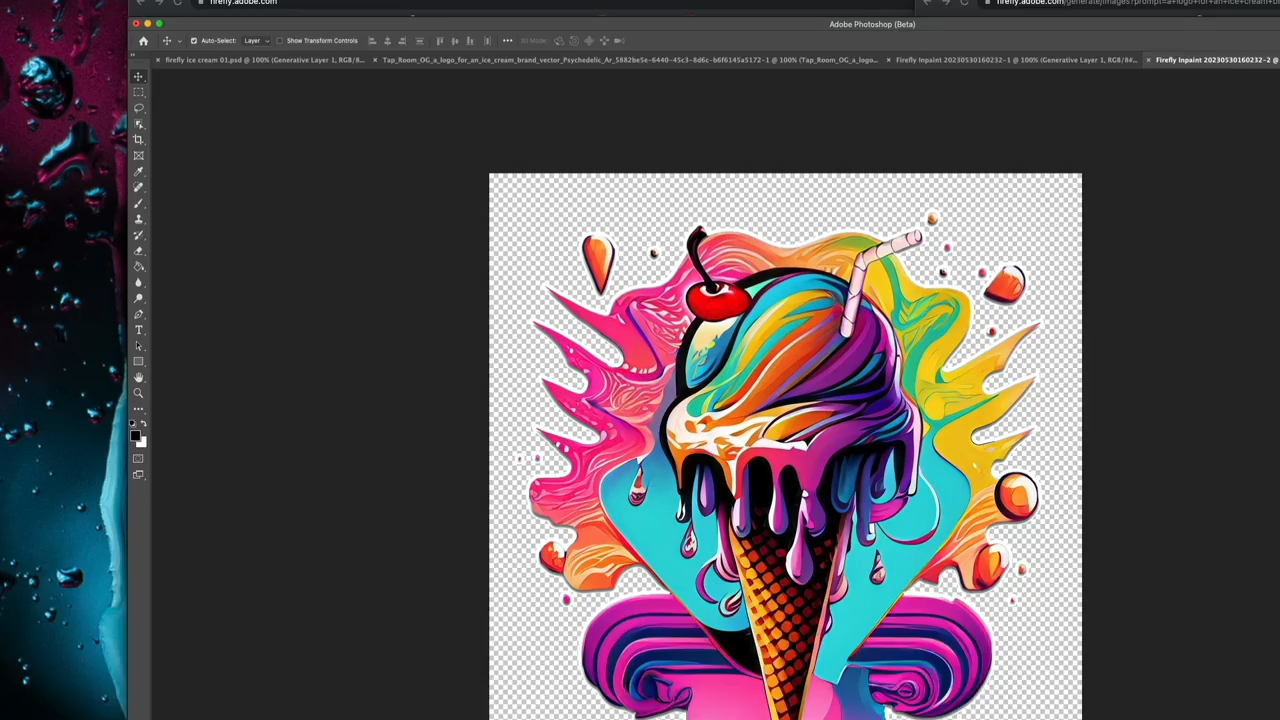 firefly.adobe.com
firefly.adobe.com/generate/images?prompt=a+logo+for+an+ice+cream+
Adobe Photoshop (Beta)
Auto-Select: Layer Show Transform Controls 3D Mode:
firefly ice cream 01.psd @ 100% (Generative Layer 1, RGB/8... Tap_Room_OG_a_logo_for_an_ice_cream_brand_vector_Psychedelic_Ar_5882be5e-6440-45c3-8d6c-b6f6145a5172-1 @ 100% (Tap_Room_OG_a_logo... Firefly Inpaint 20230530160232-1 @ 100% (Generative Layer 1, RGB/8#... Firefly Inpaint 20230530160232-2 @
T